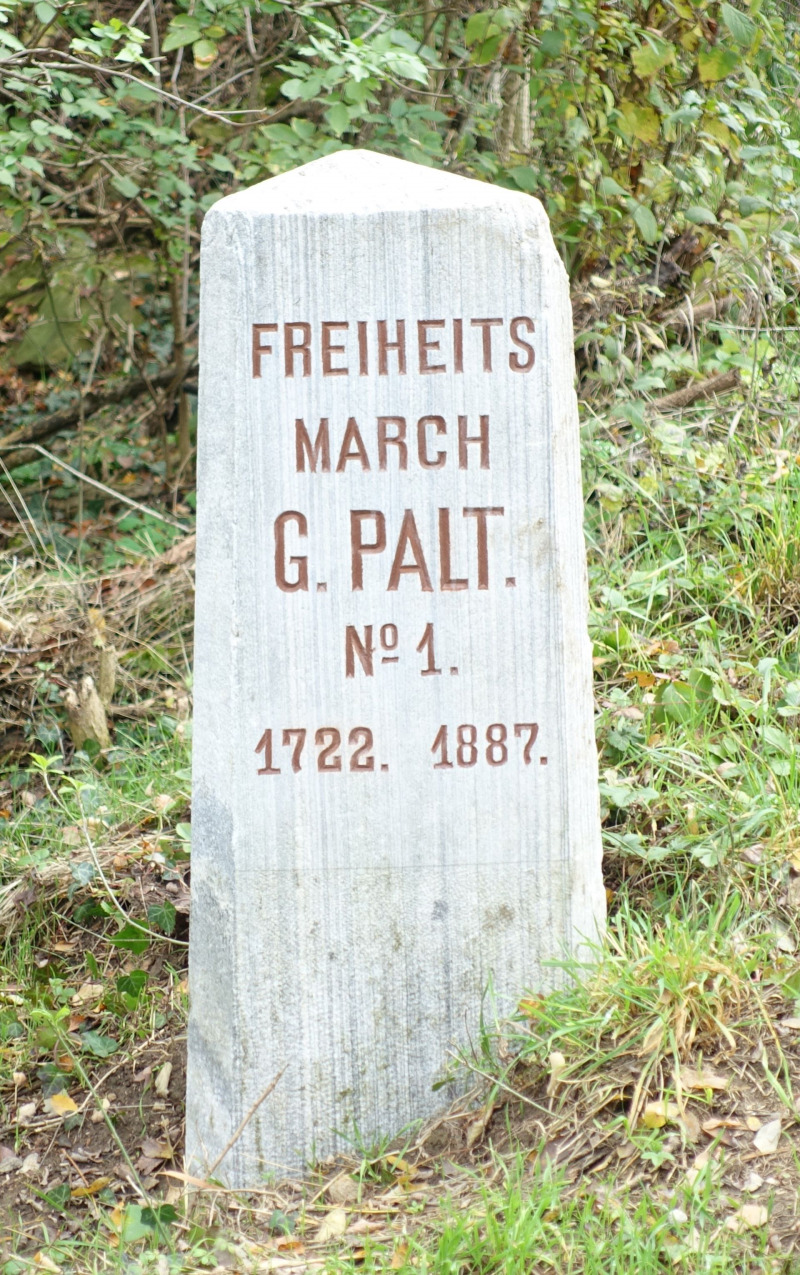 FREIHEITS
MARCH
G. PALT.
Nº 1.
1722. 1887.